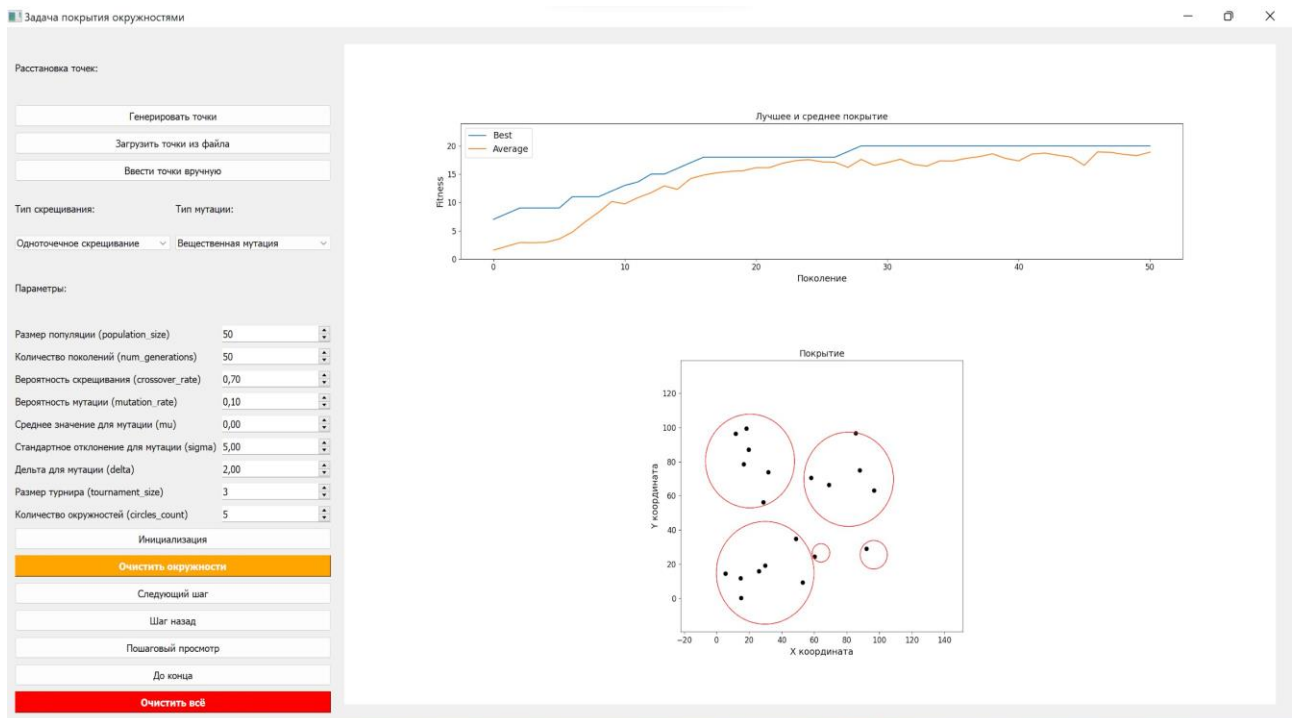 Задача покрытия окружностями
Расстановка точек:
Генерировать точки
Загрузить точки из файла
Ввести точки вручную
Тип скрещивания: Тип мутации:
Одноточечное скрещивание Вещественная мутация
Параметры:
Размер популяции (population_size) 50
Количество поколений (num_generations) 50
Вероятность скрещивания (crossover_rate) 0,70
Вероятность мутации (mutation_rate) 0,10
Среднее значение для мутации (mu) 0,00
Стандартное отклонение для мутации (sigma) 5,00
Дельта для мутации (delta) 2,00
Размер турнира (tournament_size) 3
Количество окружностей (circles_count) 5
Инициализация
Очистить окружности
Следующий шаг
Шаг назад
Пошаговый просмотр
До конца
Очистить всё
Лучшее и среднее покрытие
Best
Average
Fitness
20
15
10
5
0
0 10 20 30 40 50
Поколение
Покрытие
Y координата
120
100
80
60
40
20
0
−20 0 20 40 60 80 100 120 140
X координата